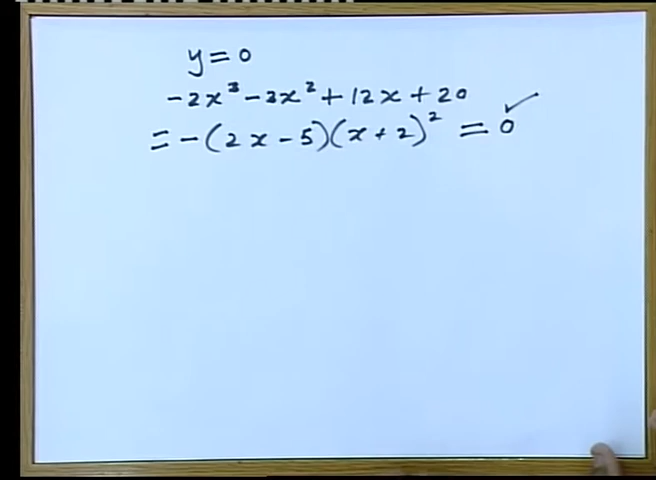 y = 0
-2x³ - 3x² + 12x + 20
= -(2x - 5)(x + 2)² = 0 ✓